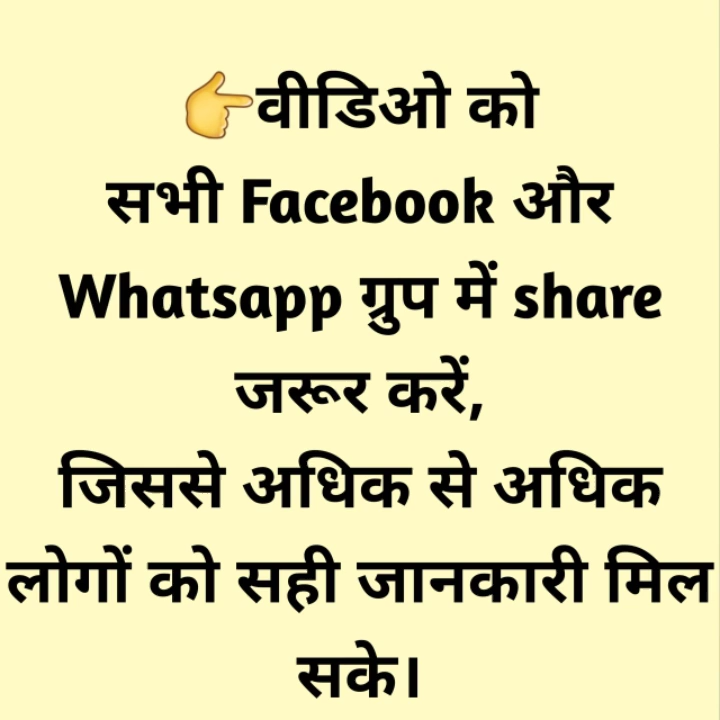 👉वीडिओ को
सभी Facebook और
Whatsapp ग्रुप में share
जरूर करें,
जिससे अधिक से अधिक
लोगों को सही जानकारी मिल
सके।